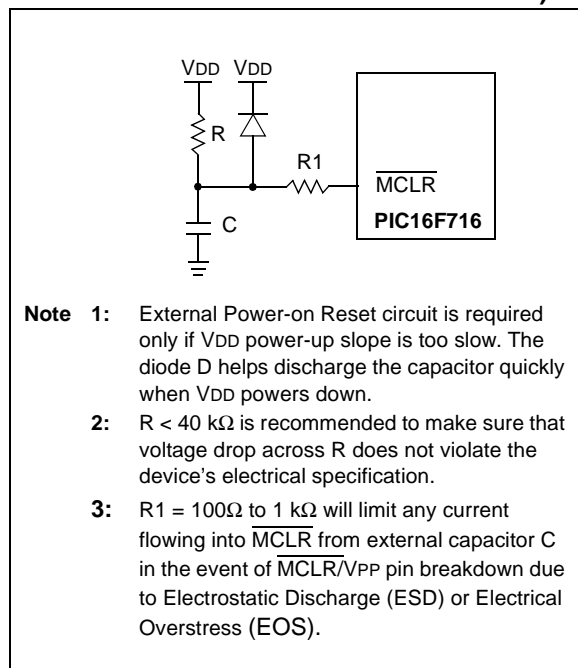 VDD VDD
R
R1
MCLR
PIC16F716
C
Note 1: External Power-on Reset circuit is required
only if VDD power-up slope is too slow. The
diode D helps discharge the capacitor quickly
when VDD powers down.
2: R < 40 kΩ is recommended to make sure that
voltage drop across R does not violate the
device's electrical specification.
3: R1 = 100Ω to 1 kΩ will limit any current
flowing into MCLR from external capacitor C
in the event of MCLR/VPP pin breakdown due
to Electrostatic Discharge (ESD) or Electrical
Overstress (EOS).